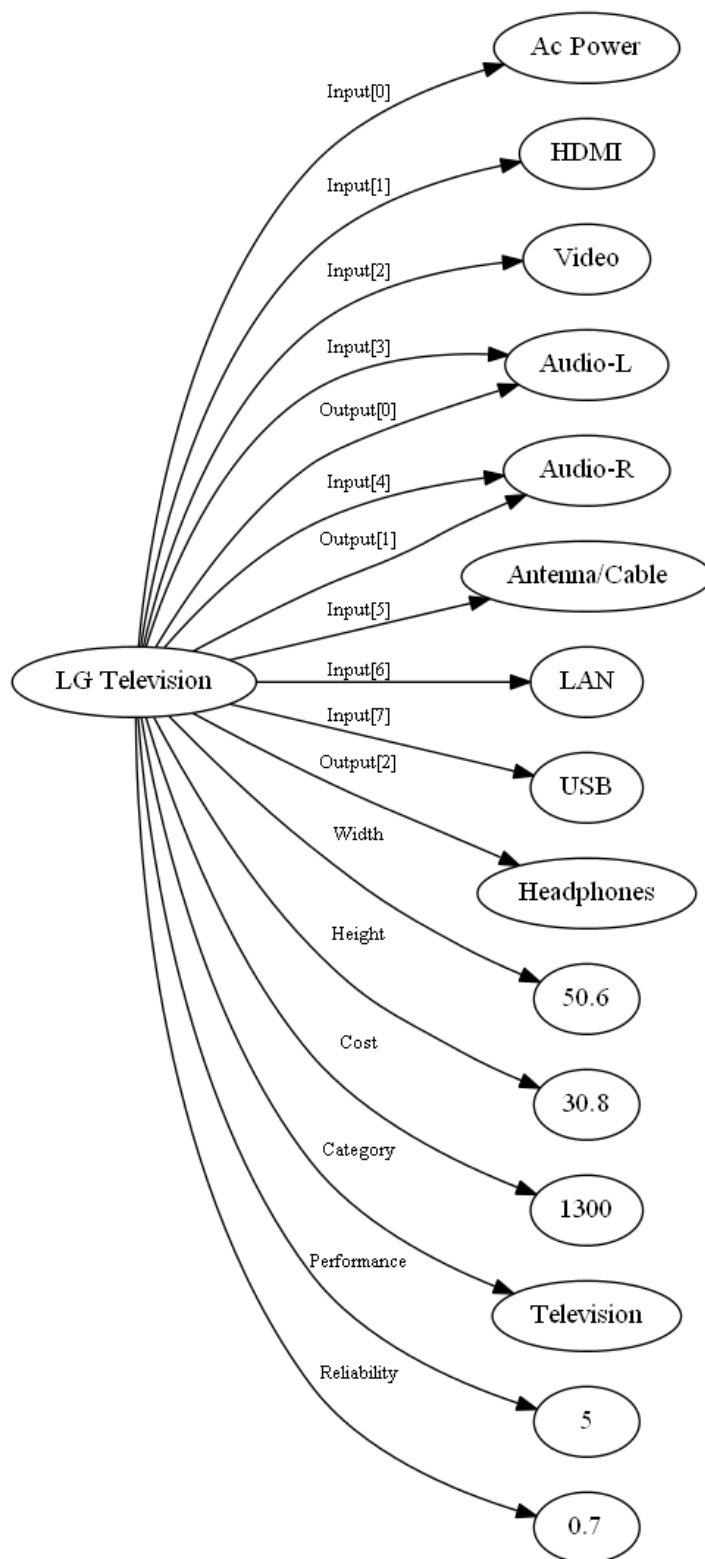 Ac Power
Input[0]
HDMI
Input[1]
Video
Input[2]
Input[3]
Audio-L
Output[0]
Audio-R
Input[4]
Output[1]
Antenna/Cable
Input[5]
LG Television
Input[6]
LAN
Input[7]
USB
Output[2]
Width
Headphones
Height
50.6
Cost
30.8
1300
Category
Performance
Television
Reliability
5
0.7